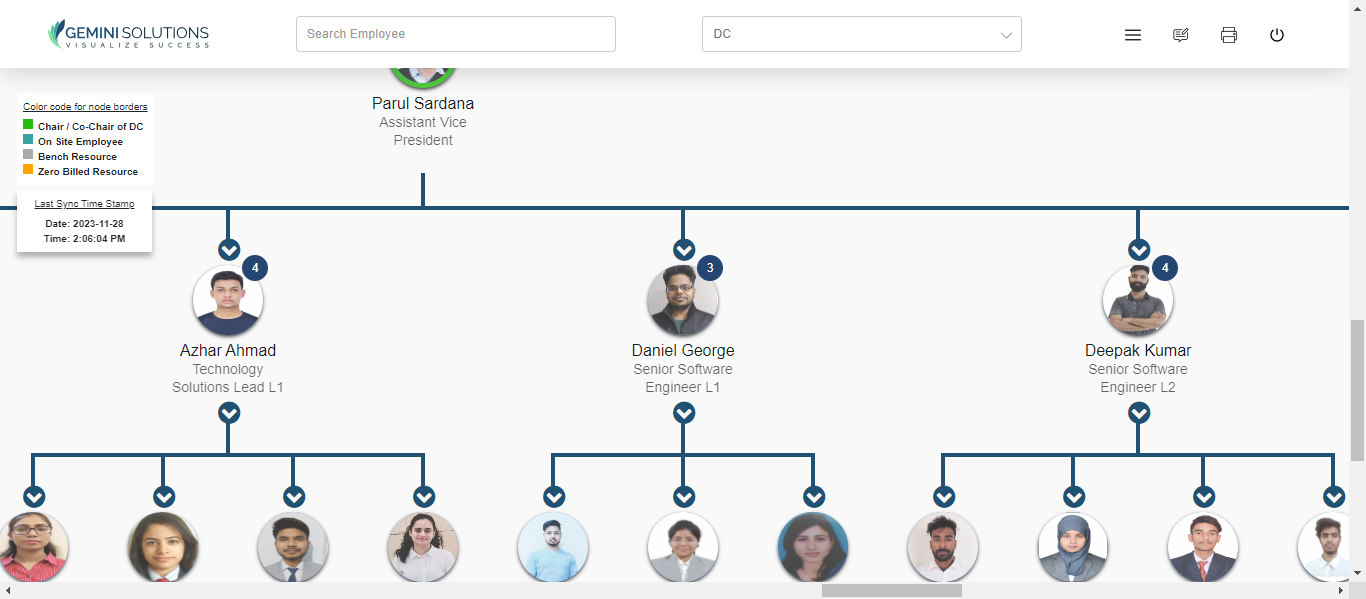 GEMINI SOLUTIONS
VISUALIZE SUCCESS
Search Employee
DC
Color code for node borders
Chair / Co-Chair of DC
On Site Employee
Bench Resource
Zero Billed Resource
Last Sync Time Stamp
Date: 2023-11-28
Time: 2:06:04 PM
Parul Sardana
Assistant Vice
President
4
Azhar Ahmad
Technology
Solutions Lead L1
3
Daniel George
Senior Software
Engineer L1
4
Deepak Kumar
Senior Software
Engineer L2